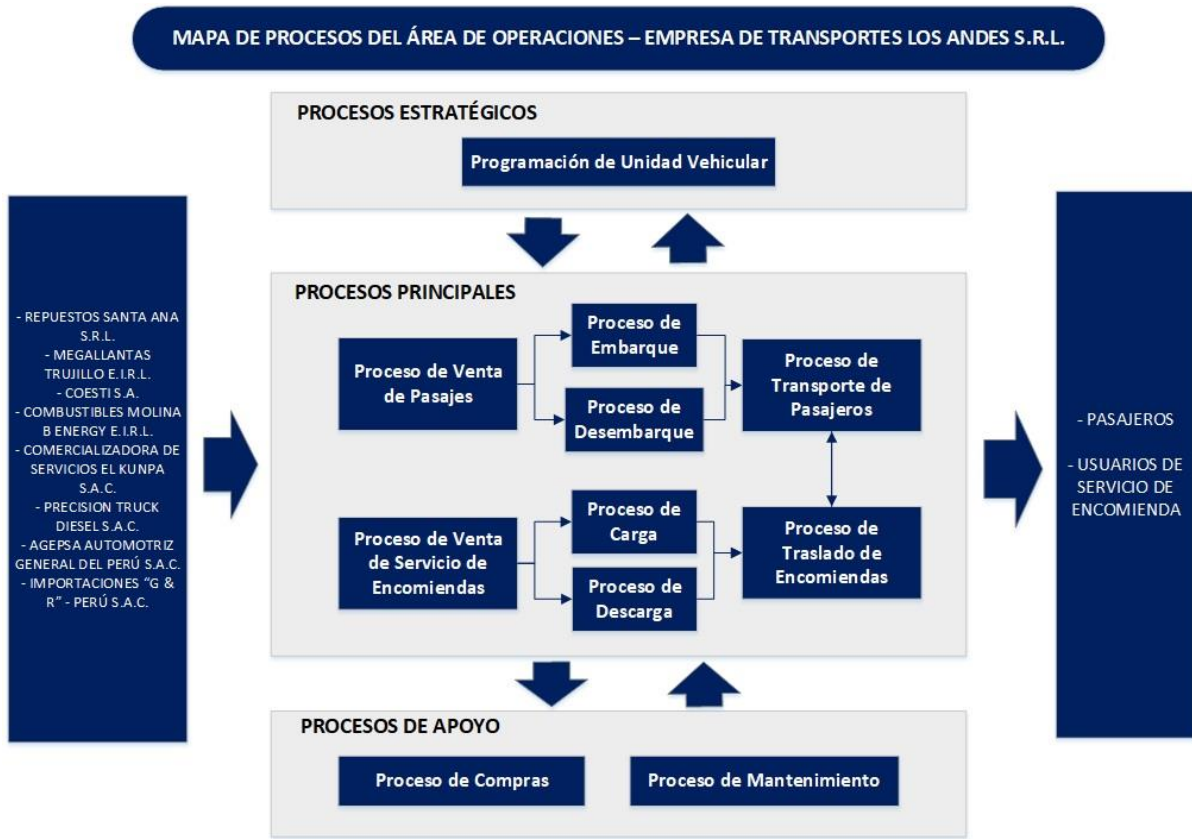 MAPA DE PROCESOS DEL ÁREA DE OPERACIONES – EMPRESA DE TRANSPORTES LOS ANDES S.R.L.
PROCESOS ESTRATÉGICOS
Programación de Unidad Vehicular
- REPUESTOS SANTA ANA
S.R.L.
- MEGALLANTAS
TRUJILLO E.I.R.L.
- COESTI S.A.
- COMBUSTIBLES MOLINA
B ENERGY E.I.R.L.
- COMERCIALIZADORA DE
SERVICIOS EL KUNPA
S.A.C.
- PRECISION TRUCK
DIESEL S.A.C.
- AGEPSA AUTOMOTRIZ
GENERAL DEL PERÚ S.A.C.
- IMPORTACIONES “G &
R” - PERÚ S.A.C.
PROCESOS PRINCIPALES
Proceso de Venta
de Pasajes
Proceso de
Embarque
Proceso de
Desembarque
Proceso de
Transporte de
Pasajeros
Proceso de Venta
de Servicio de
Encomiendas
Proceso de
Carga
Proceso de
Descarga
Proceso de
Traslado de
Encomiendas
- PASAJEROS
- USUARIOS DE
SERVICIO DE
ENCOMIENDA
PROCESOS DE APOYO
Proceso de Compras
Proceso de Mantenimiento